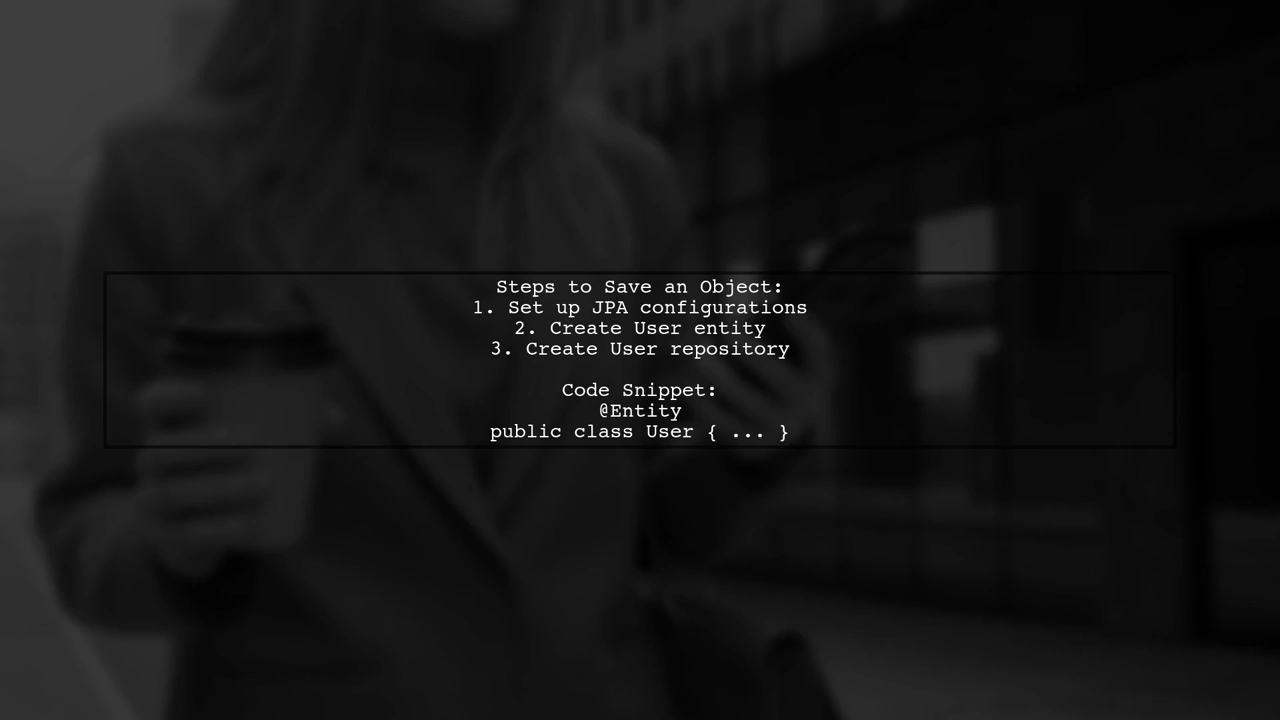 Steps to Save an Object:
1. Set up JPA configurations
2. Create User entity
3. Create User repository
Code Snippet:
@Entity
public class User { ... }